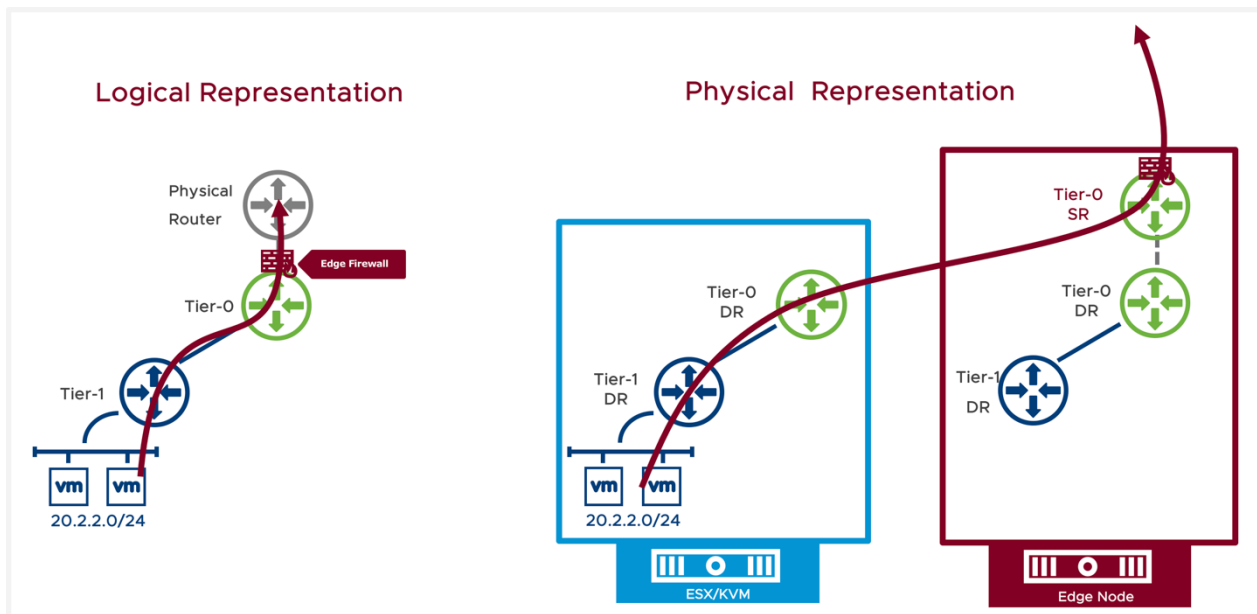 Logical Representation
Physical
Router
Edge Firewall
Tier-0
Tier-1
vm
vm
20.2.2.0/24
Physical Representation
Tier-0
DR
Tier-1
DR
vm
vm
20.2.2.0/24
ESX/KVM
Tier-0
SR
Tier-0
DR
Tier-1
DR
Edge Node